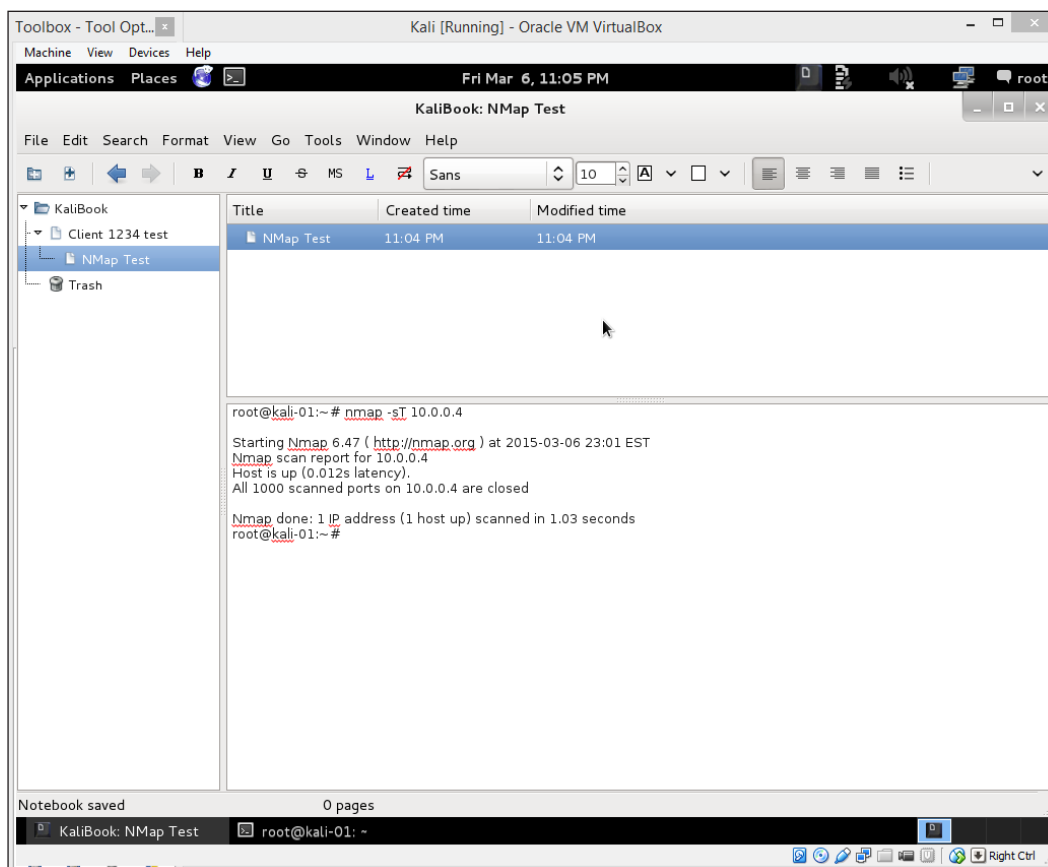 Toolbox - Tool Opt...
Kali [Running] - Oracle VM VirtualBox
Machine View Devices Help
Applications Places Fri Mar 6, 11:05 PM root
KaliBook: NMap Test
File Edit Search Format View Go Tools Window Help
B I U S MS L Sans 10 A
KaliBook
Client 1234 test
NMap Test
Trash
Title Created time Modified time
NMap Test 11:04 PM 11:04 PM
root@kali-01:~# nmap -sT 10.0.0.4
Starting Nmap 6.47 ( http://nmap.org ) at 2015-03-06 23:01 EST
Nmap scan report for 10.0.0.4
Host is up (0.012s latency).
All 1000 scanned ports on 10.0.0.4 are closed
Nmap done: 1 IP address (1 host up) scanned in 1.03 seconds
root@kali-01:~#
Notebook saved 0 pages
KaliBook: NMap Test root@kali-01: ~
Right Ctrl